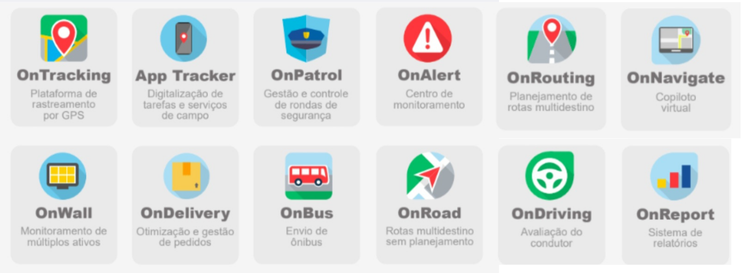 OnTracking
Plataforma de
rastreamento
por GPS
App Tracker
Digitalização de
tarefas e serviços
de campo
OnPatrol
Gestão e controle
de rondas de
segurança
OnAlert
Centro de
monitoramento
OnRouting
Planejamento de
rotas multidestino
OnNavigate
Copiloto
virtual
OnWall
Monitoramento de
múltiplos ativos
OnDelivery
Otimização e gestão
de pedidos
OnBus
Envio de
ônibus
OnRoad
Rotas multidestino
sem planejamento
OnDriving
Avaliação do
condutor
OnReport
Sistema de
relatórios